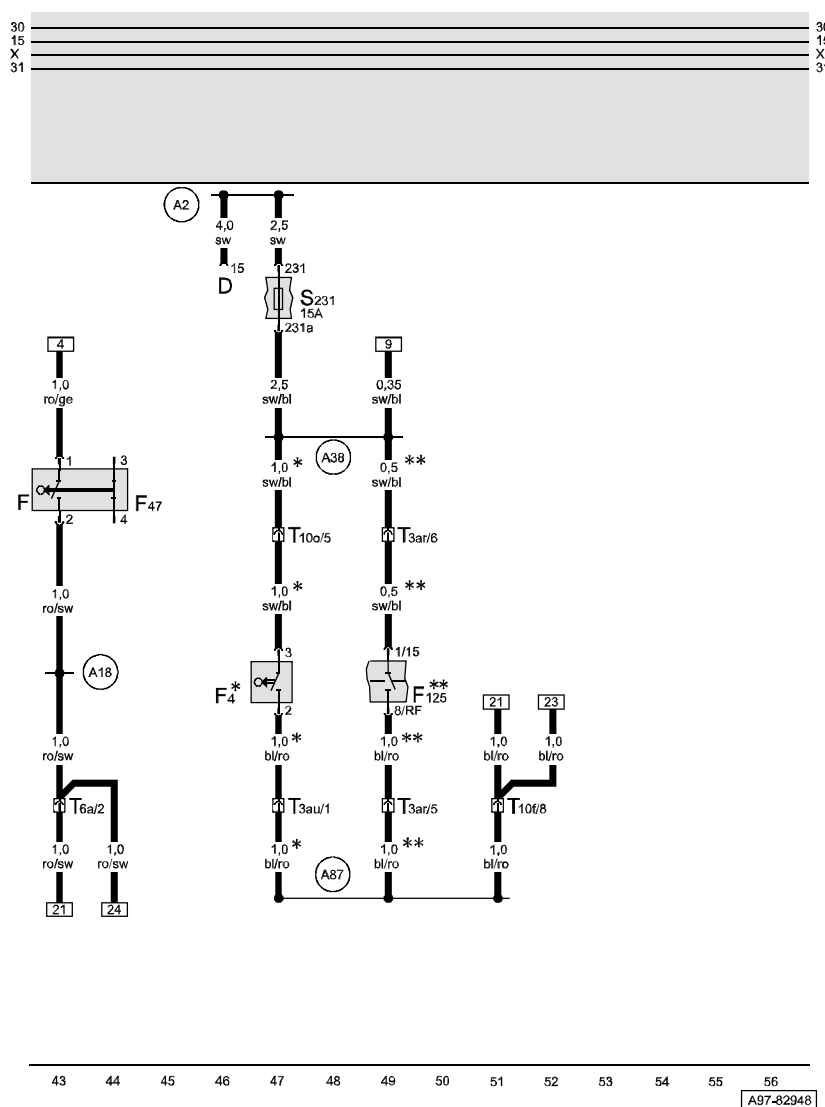 30 30
15 15
X X
31 31
A2
4,0 2,5
sw sw
15 231
D
S231
15A
231a
4 9
1,0 2,5 0,35
ro/ge sw/bl sw/bl
A38
1 3 1,0 * 0,5 **
sw/bl sw/bl
F F47
2 4
T10o/5 T3ar/6
1,0 1,0 * 0,5 **
ro/sw sw/bl sw/bl
3 1/15
A18
F4* F125**
2 8/RF
21 23
1,0 1,0 * 1,0 ** 1,0 1,0
ro/sw bl/ro bl/ro bl/ro bl/ro
T6a/2 T3au/1 T3ar/5 T10f/8
1,0 1,0 1,0 * 1,0 ** 1,0
ro/sw ro/sw bl/ro bl/ro bl/ro
A87
21 24
43 44 45 46 47 48 49 50 51 52 53 54 55 56
A97-82948